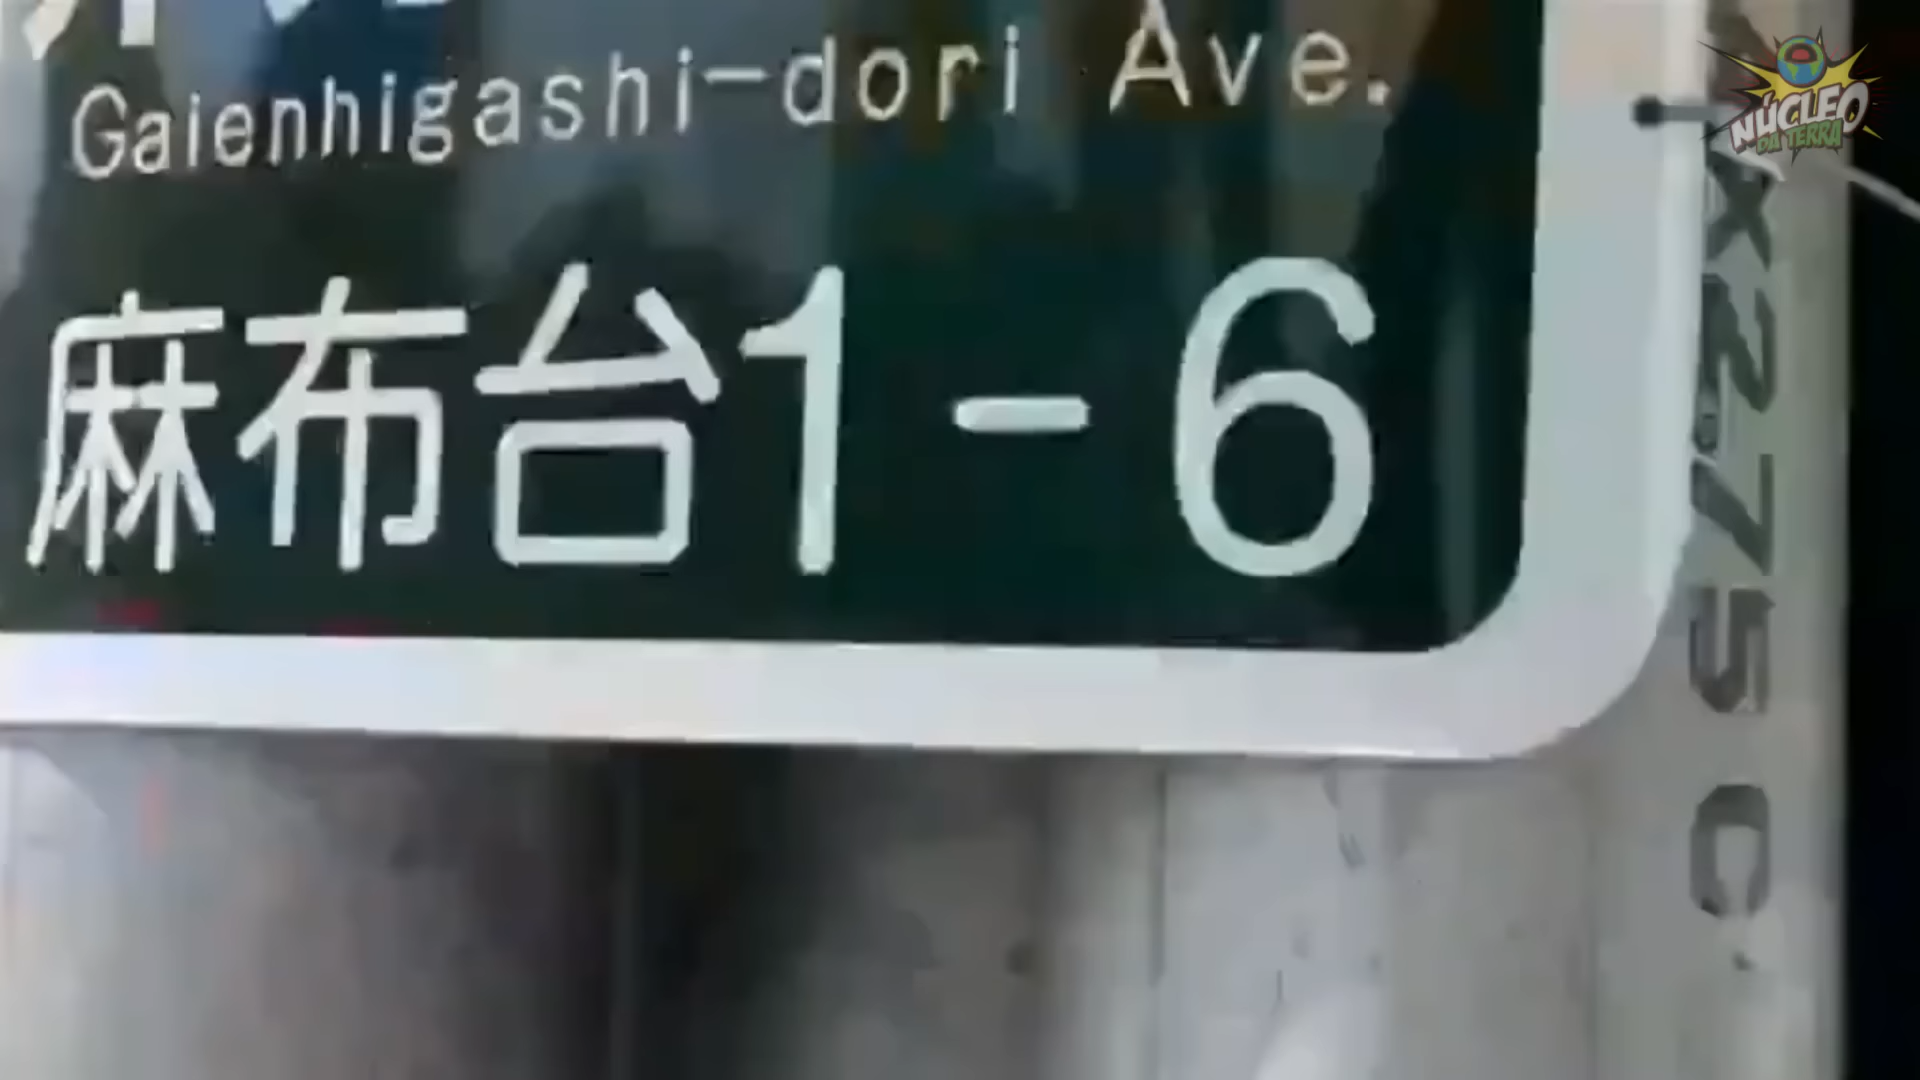 Gaienhigashi-dori Ave.
麻布台1-6
NÚCLEO
DA TERRA
X275C